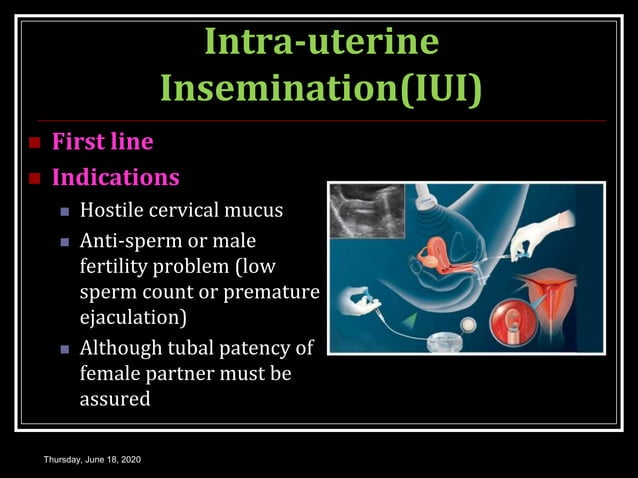 Intra-uterine
Insemination(IUI)
First line
Indications
Hostile cervical mucus
Anti-sperm or male
fertility problem (low
sperm count or premature
ejaculation)
Although tubal patency of
female partner must be
assured
Thursday, June 18, 2020